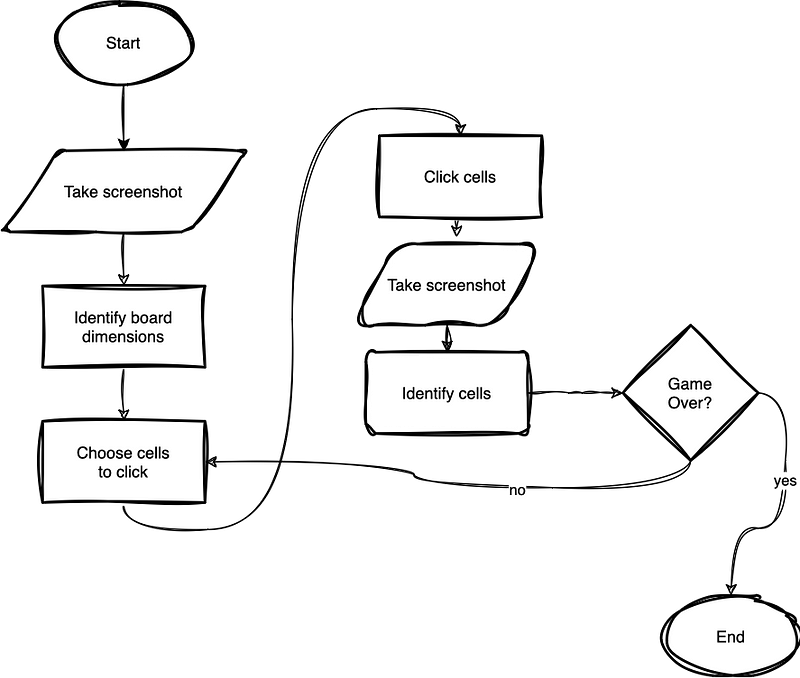 Start
Take screenshot
Identify board
dimensions
Choose cells
to click
Click cells
Take screenshot
Identify cells
Game
Over?
no
yes
End